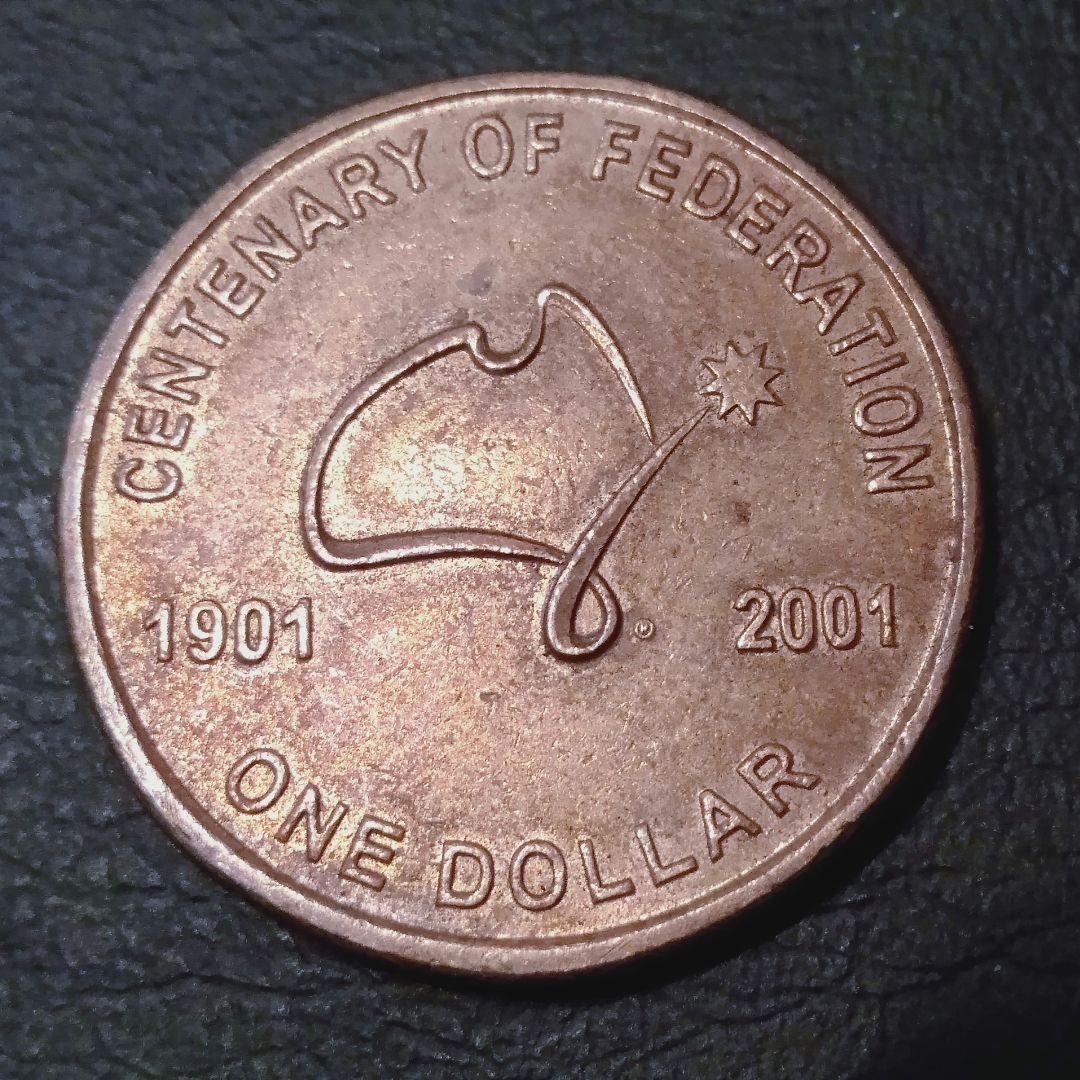 CENTENARY OF FEDERATION
1901
2001
ONE DOLLAR